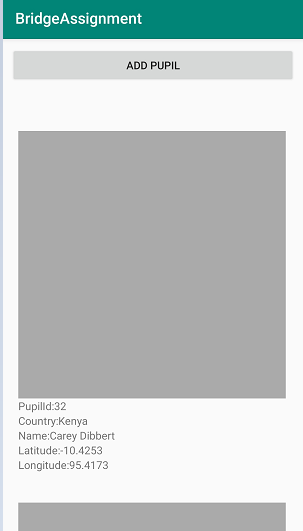 BridgeAssignment
ADD PUPIL
PupilId:32
Country:Kenya
Name:Carey Dibbert
Latitude:-10.4253
Longitude:95.4173